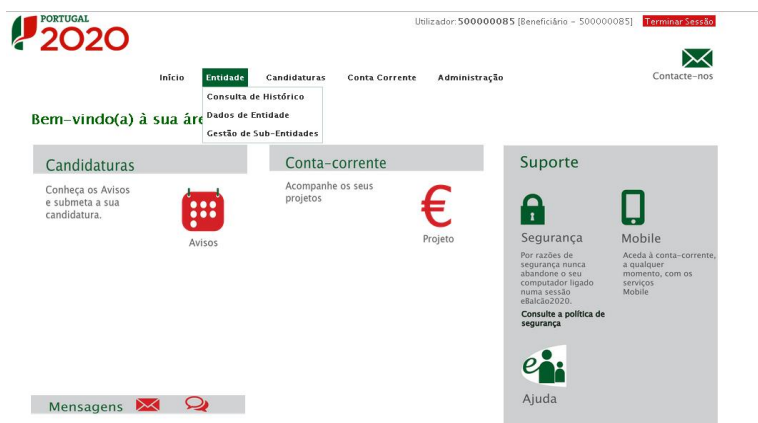 PORTUGAL
2020
Utilizador: 500000085 [Beneficiário - 500000085] Terminar Sessão
Contacte-nos
Início Entidade Candidaturas Conta Corrente Administração
Consulta de Histórico
Dados de Entidade
Gestão de Sub-Entidades
Bem-vindo(a) à sua áre
Candidaturas
Conheça os Avisos
e submeta a sua
candidatura.
Avisos
Conta-corrente
Acompanhe os seus
projetos
€
Projeto
Suporte
Segurança
Por razões de
segurança nunca
abandone o seu
computador ligado
numa sessão
eBalcão2020.
Consulte a política de
segurança
Mobile
Aceda à conta-corrente,
a qualquer
momento, com os
serviços
Mobile
e
Ajuda
Mensagens